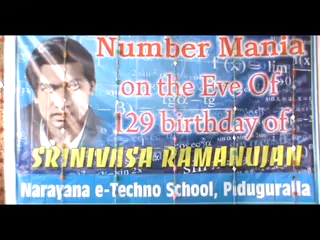 Number Mania
on the Eve Of
129 birthday of
SRINIVASA RAMANUJAN
Narayana e-Techno School, Piduguralla